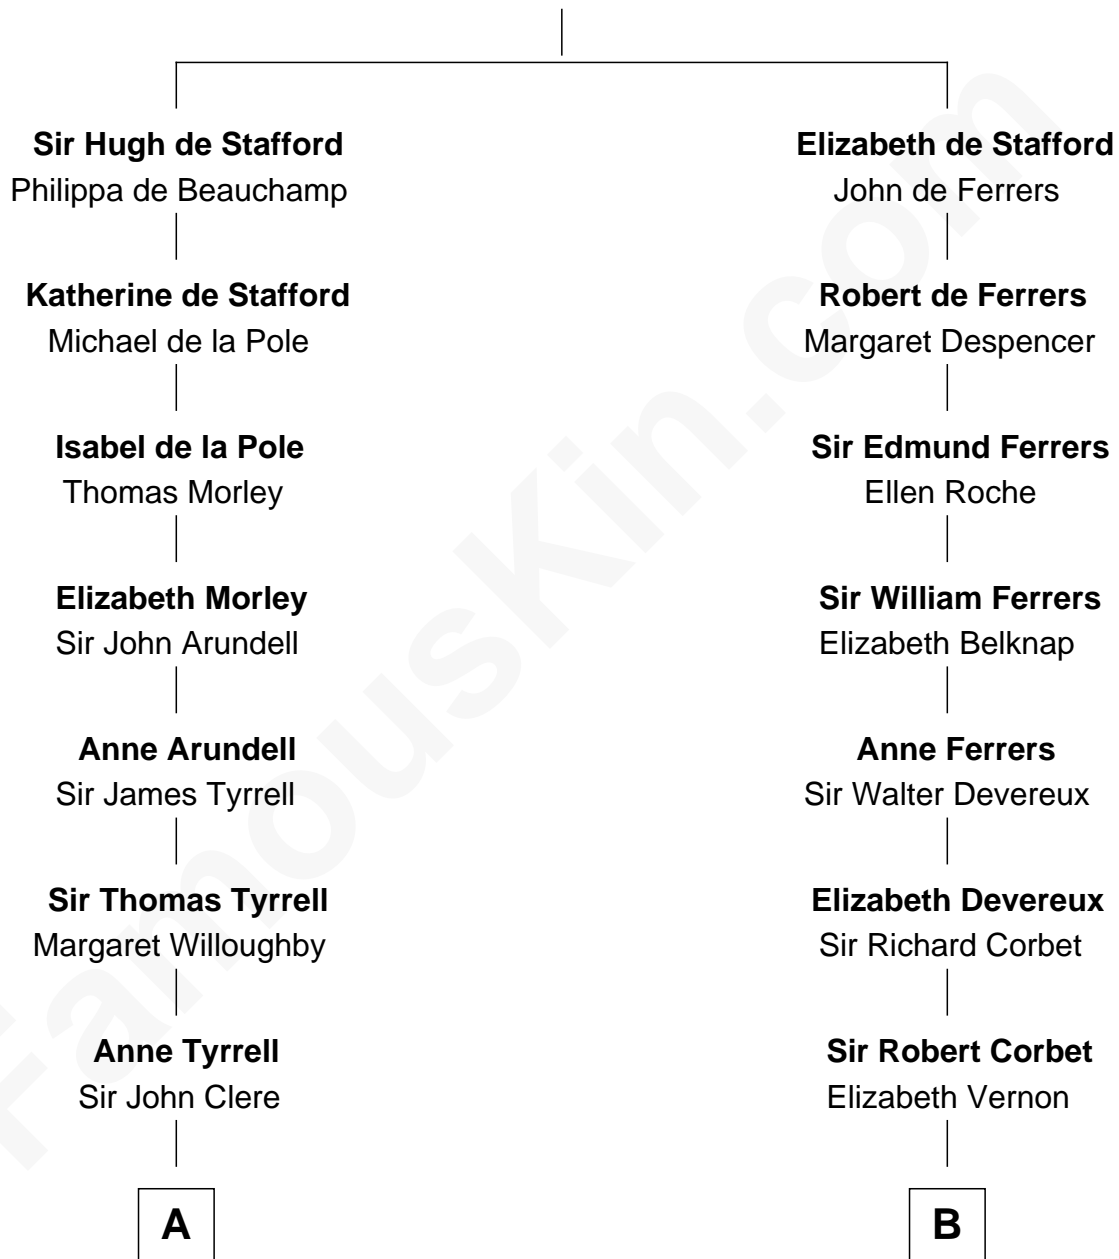 Sir Hugh de Stafford
Philippa de Beauchamp
Katherine de Stafford
Michael de la Pole
Isabel de la Pole
Thomas Morley
Elizabeth Morley
Sir John Arundell
Anne Arundell
Sir James Tyrrell
Sir Thomas Tyrrell
Margaret Willoughby
Anne Tyrrell
Sir John Clere
A
Elizabeth de Stafford
John de Ferrers
Robert de Ferrers
Margaret Despencer
Sir Edmund Ferrers
Ellen Roche
Sir William Ferrers
Elizabeth Belknap
Anne Ferrers
Sir Walter Devereux
Elizabeth Devereux
Sir Richard Corbet
Sir Robert Corbet
Elizabeth Vernon
B
FamousKin.com